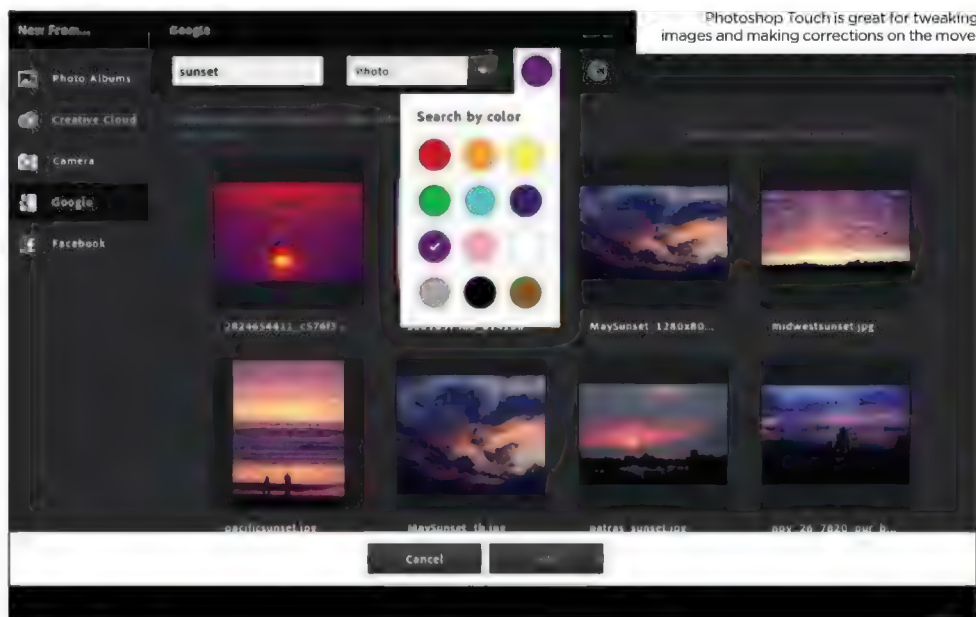 Photoshop Touch is great for tweaking
images and making corrections on the move
New From...
Google
Photo Albums
Creative Cloud
Camera
Google
Facebook
sunset
Photo
Search by color
MaySunset_1280x80...
midwestsunset.jpg
pacificsunset.jpg
MaySunset_th.jpg
patras_sunset.jpg
nov_26_7820_our_b...
Cancel